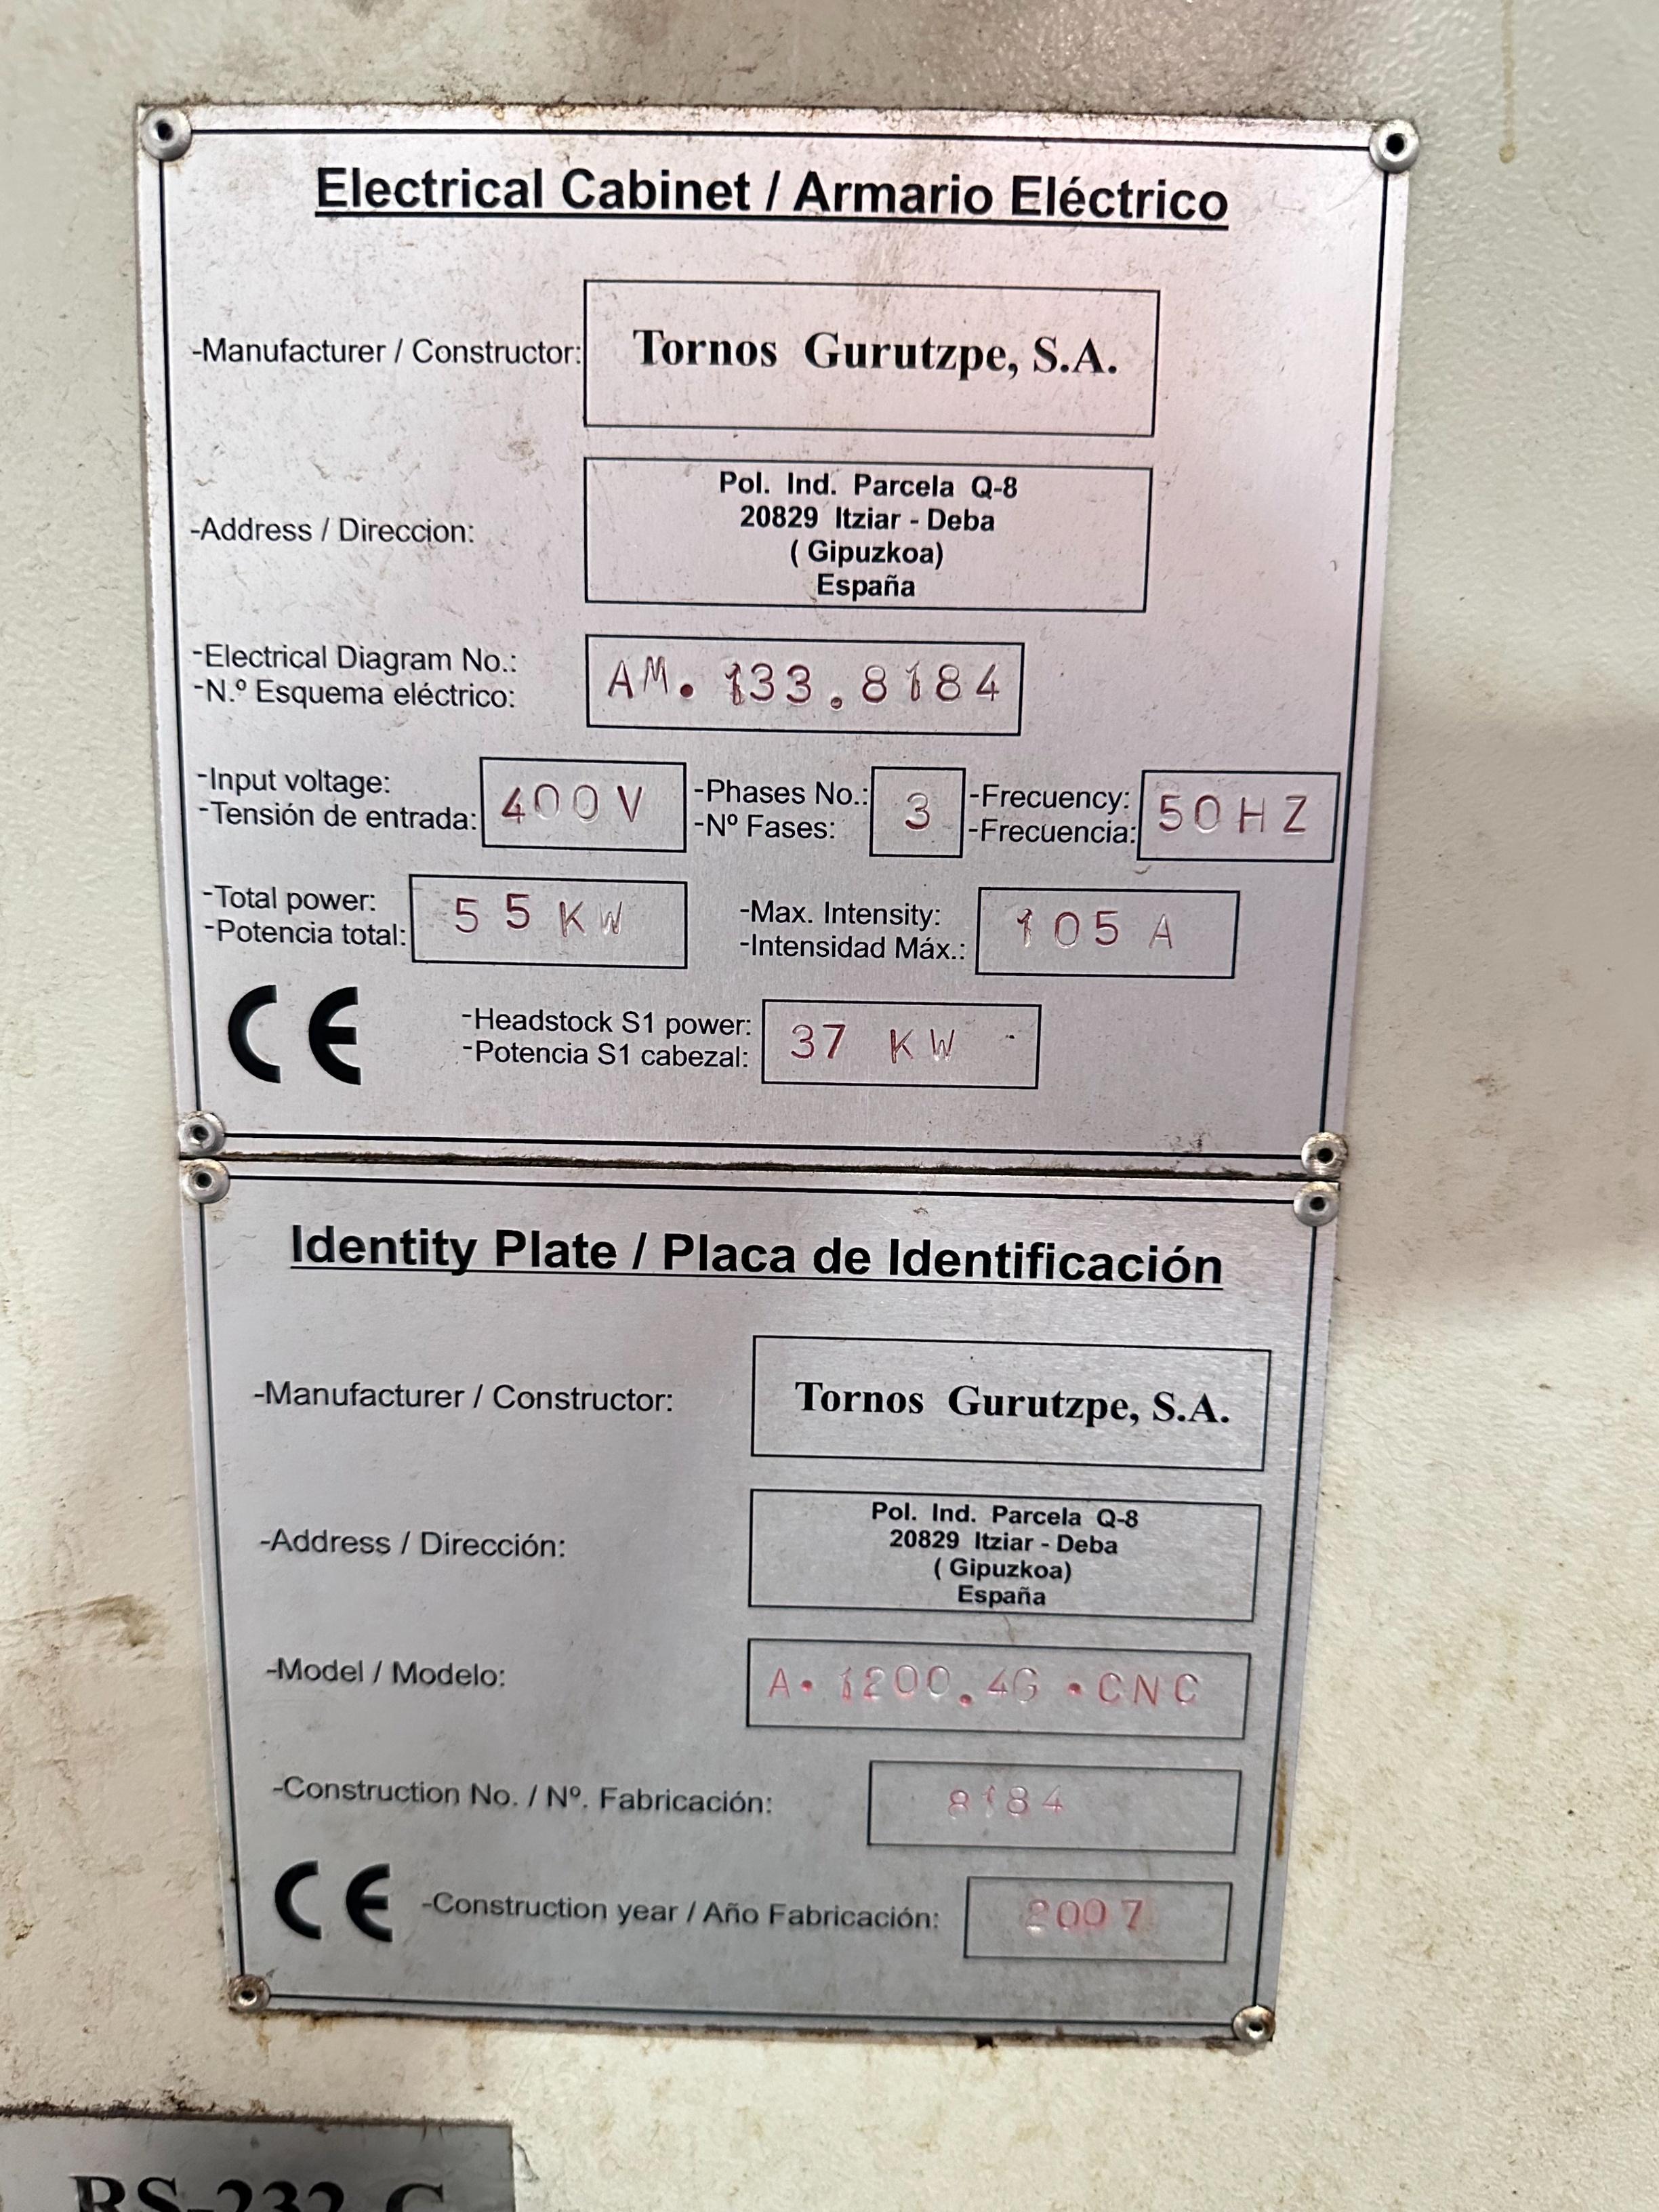 Electrical Cabinet / Armario Eléctrico
-Manufacturer / Constructor: Tornos Gurutzpe, S.A.
-Address / Direccion:
Pol. Ind. Parcela Q-8
20829 Itziar - Deba
( Gipuzkoa)
España
-Electrical Diagram No.:
-N.º Esquema eléctrico:
AM.133.8184
-Input voltage:
-Tensión de entrada:
400V
-Phases No.:
-Nº Fases:
3
-Frecuency:
-Frecuencia:
50HZ
-Total power:
-Potencia total:
55KW
-Max. Intensity:
-Intensidad Máx.:
105 A
CE
-Headstock S1 power:
-Potencia S1 cabezal:
37 KW
Identity Plate / Placa de Identificación
-Manufacturer / Constructor: Tornos Gurutzpe, S.A.
-Address / Dirección:
Pol. Ind. Parcela Q-8
20829 Itziar - Deba
( Gipuzkoa)
España
-Model / Modelo: A.1200.4G.CNC
-Construction No. / Nº. Fabricación: 8184
CE
-Construction year / Año Fabricación: 2007
RS-232 C